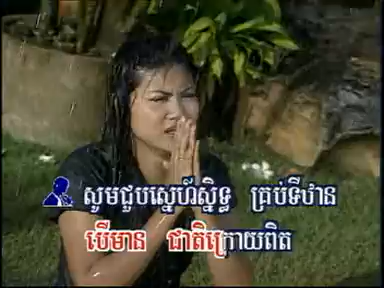 សូមជួបស្នេហ៍ស្និទ្ធ គ្រប់ទីឋាន
បើមាន ជាតិក្រោយពិត